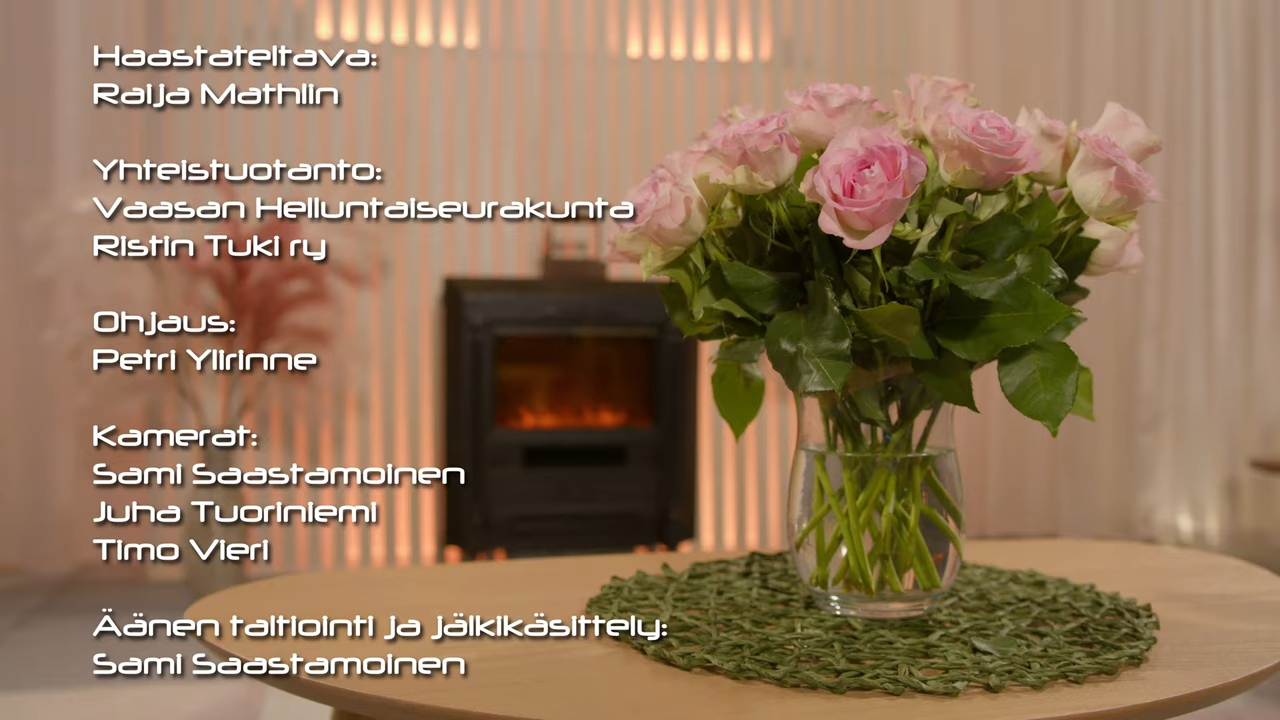 Haastateltava:
Raija Mathlin
Yhteistuotanto:
Vaasan Helluntaiseurakunta
Ristin Tuki ry
Ohjaus:
Petri Ylirinne
Kamerat:
Sami Saastamoinen
Juha Tuoriniemi
Timo Vieri
Äänen taltiointi ja jälkikäsittely:
Sami Saastamoinen